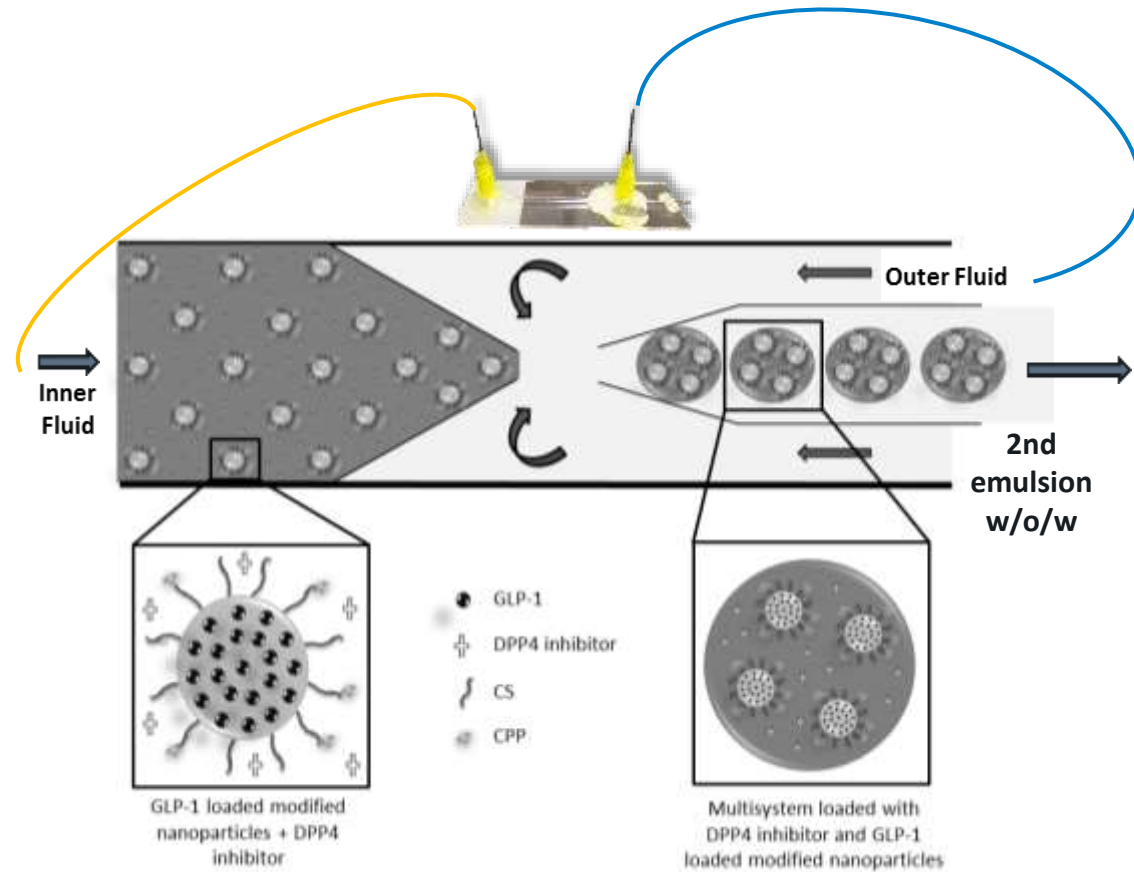 Outer Fluid
Inner
Fluid
2nd
emulsion
w/o/w
GLP-1
DPP4 inhibitor
CS
CPP
GLP-1 loaded modified
nanoparticles + DPP4
inhibitor
Multisystem loaded with
DPP4 inhibitor and GLP-1
loaded modified nanoparticles